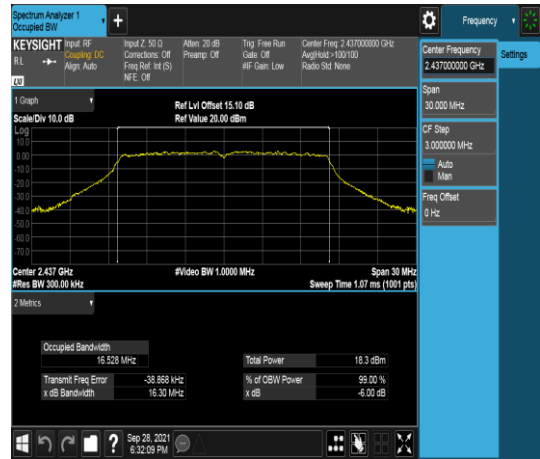 Spectrum Analyzer 1
Occupied BW
+
Frequency
KEYSIGHT
RL
LXI
Input: RF
Coupling: DC
Align: Auto
Input Z: 50 Ω
Corrections: Off
Freq Ref: Int (S)
NFE: Off
Atten: 20 dB
Preamp: Off
Trig: Free Run
Gate: Off
#IF Gain: Low
Center Freq: 2.437000000 GHz
Avg|Hold:>100/100
Radio Std: None
Center Frequency
2.437000000 GHz
Settings
Span
30.000 MHz
CF Step
3.000000 MHz
Auto
Man
Freq Offset
0 Hz
1 Graph
Scale/Div 10.0 dB
Ref Lvl Offset 15.10 dB
Ref Value 20.00 dBm
Log
10.0
0.00
-10.0
-20.0
-30.0
-40.0
-50.0
-60.0
-70.0
Center 2.437 GHz
#Res BW 300.00 kHz
#Video BW 1.0000 MHz
Span 30 MHz
Sweep Time 1.07 ms (1001 pts)
2 Metrics
Occupied Bandwidth
16.528 MHz
Total Power 18.3 dBm
Transmit Freq Error -38.868 kHz
% of OBW Power 99.00 %
x dB Bandwidth 16.30 MHz
x dB -6.00 dB
?
Sep 28, 2021
6:32:09 PM